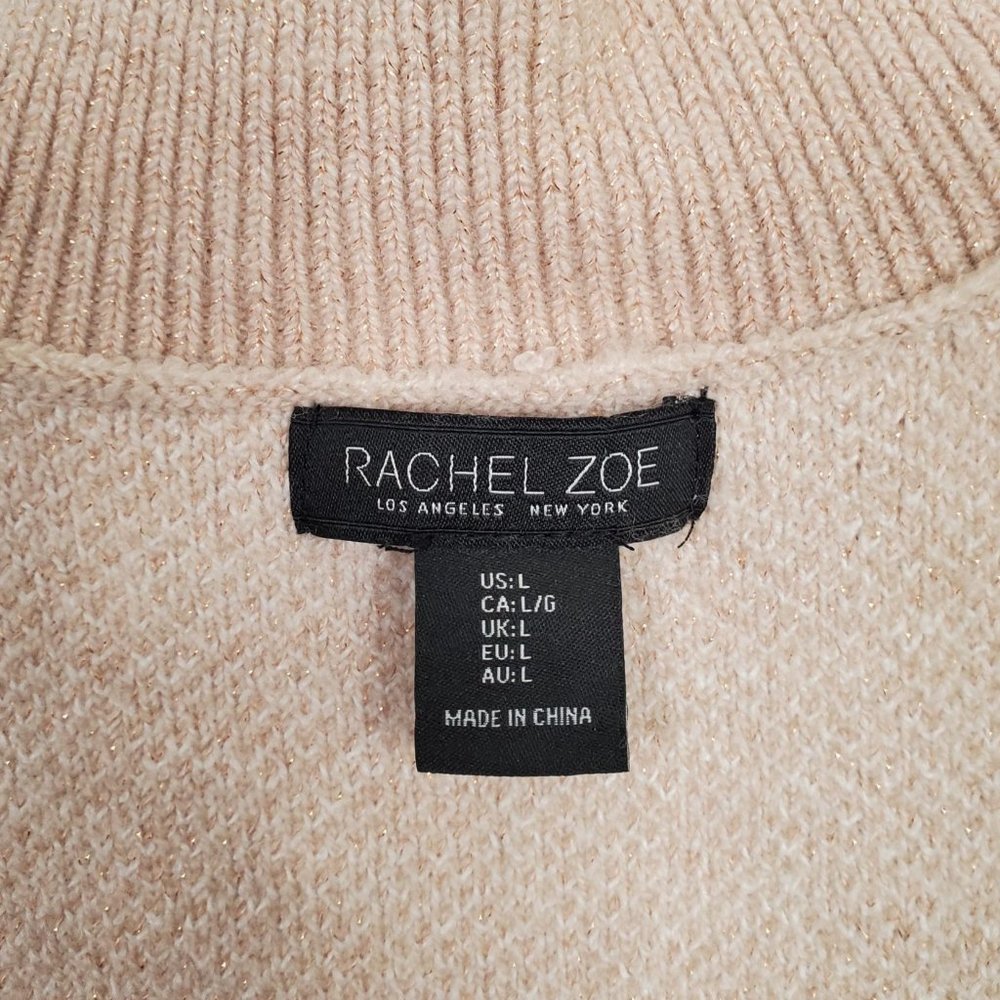 RACHEL ZOE
LOS ANGELES NEW YORK
US: L
CA: L/G
UK: L
EU: L
AU: L
MADE IN CHINA